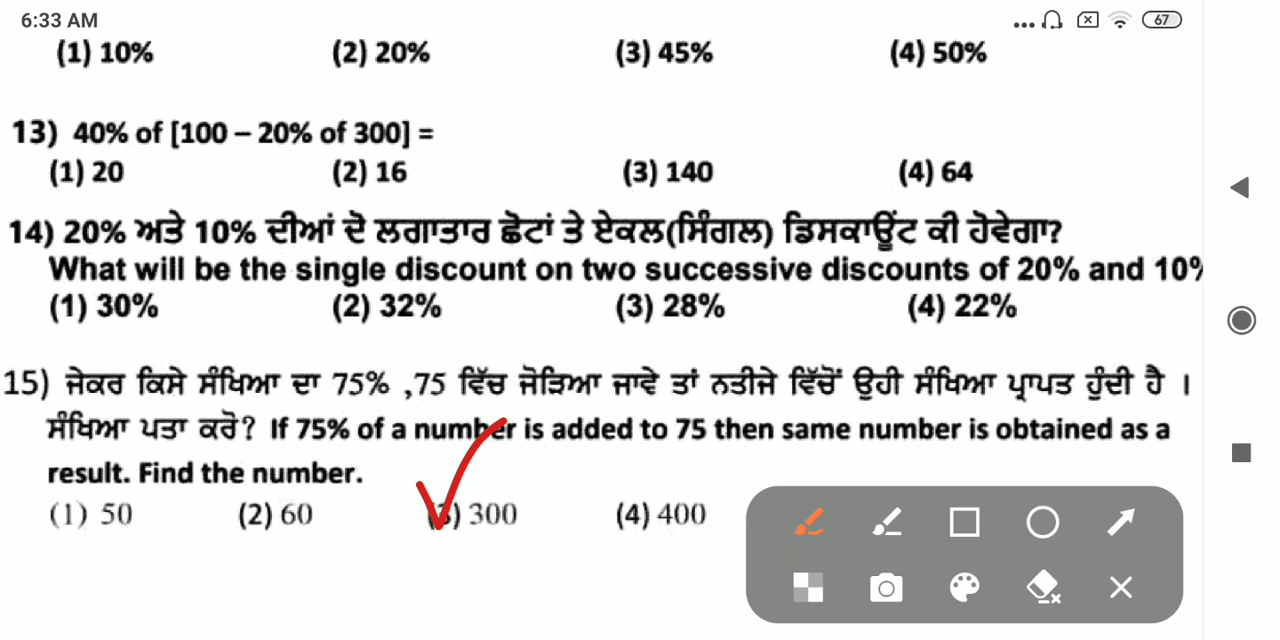 6:33 AM
67
(1) 10% (2) 20% (3) 45% (4) 50%
13) 40% of [100 – 20% of 300] =
(1) 20 (2) 16 (3) 140 (4) 64
14) 20% ਅਤੇ 10% ਦੀਆਂ ਦੋ ਲਗਾਤਾਰ ਛੋਟਾਂ ਤੇ ਏਕਲ(ਸਿੰਗਲ) ਡਿਸਕਾਊਂਟ ਕੀ ਹੋਵੇਗਾ?
What will be the single discount on two successive discounts of 20% and 10%
(1) 30% (2) 32% (3) 28% (4) 22%
15) ਜੇਕਰ ਕਿਸੇ ਸੰਖਿਆ ਦਾ 75% ,75 ਵਿੱਚ ਜੋੜਿਆ ਜਾਵੇ ਤਾਂ ਨਤੀਜੇ ਵਿੱਚੋਂ ਉਹੀ ਸੰਖਿਆ ਪ੍ਰਾਪਤ ਹੁੰਦੀ ਹੈ ।
ਸੰਖਿਆ ਪਤਾ ਕਰੋ? If 75% of a number is added to 75 then same number is obtained as a
result. Find the number.
(1) 50 (2) 60 (3) 300 (4) 400